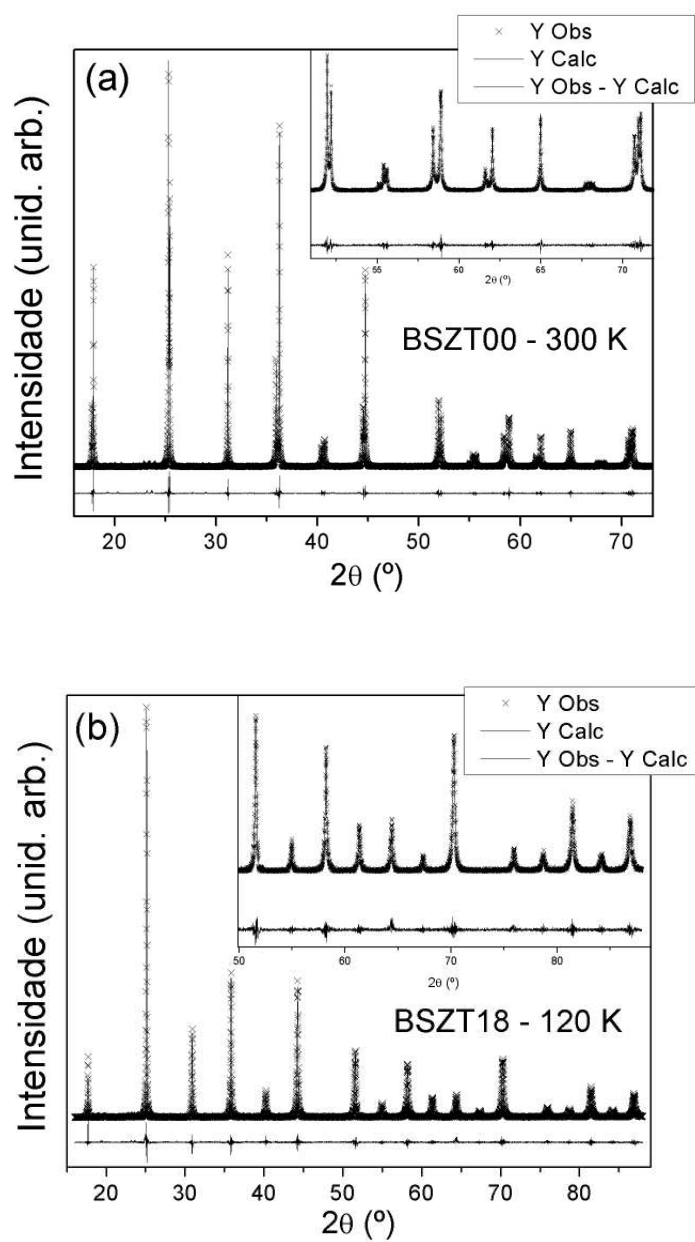 (a)
× Y Obs
Y Calc
Y Obs - Y Calc
55 60 65 70
2θ (º)
BSZT00 - 300 K
Intensidade (unid. arb.)
20 30 40 50 60 70
2θ (º)
(b)
× Y Obs
Y Calc
Y Obs - Y Calc
50 60 70 80
2θ (º)
BSZT18 - 120 K
Intensidade (unid. arb.)
20 30 40 50 60 70 80
2θ (º)